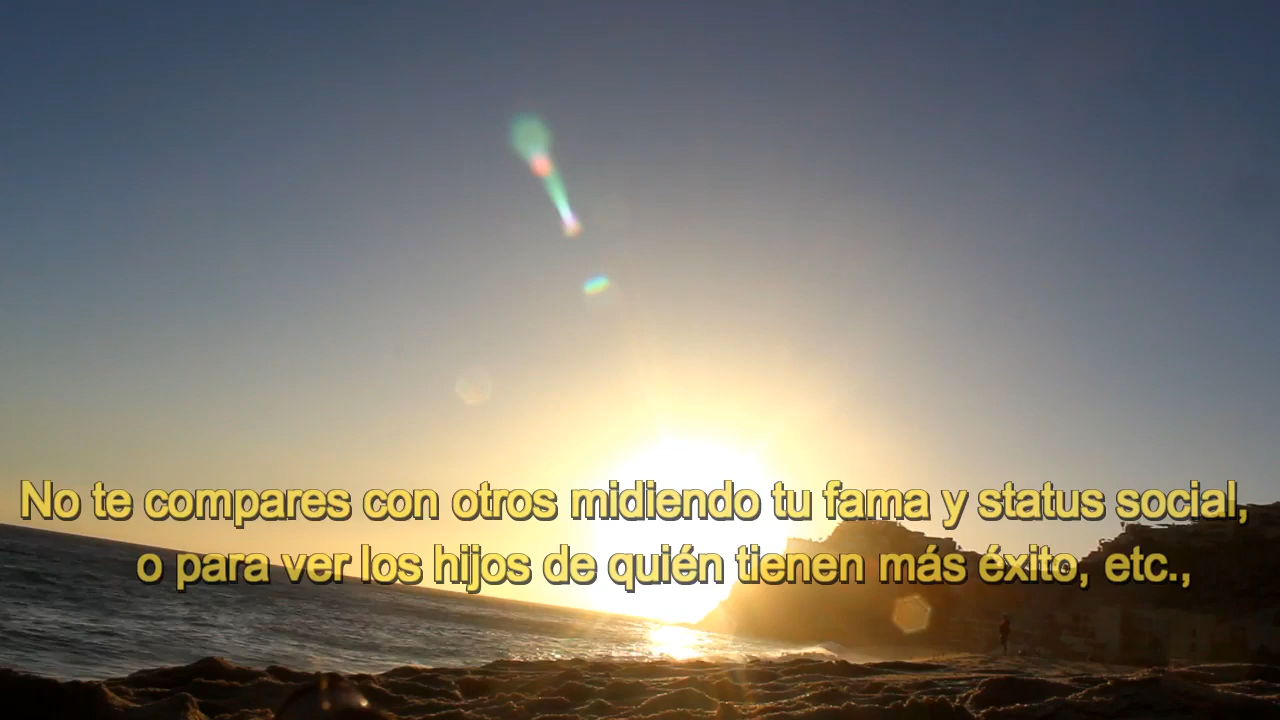 No te compares con otros midiendo tu fama y status social,
o para ver los hijos de quién tienen más éxito, etc.,